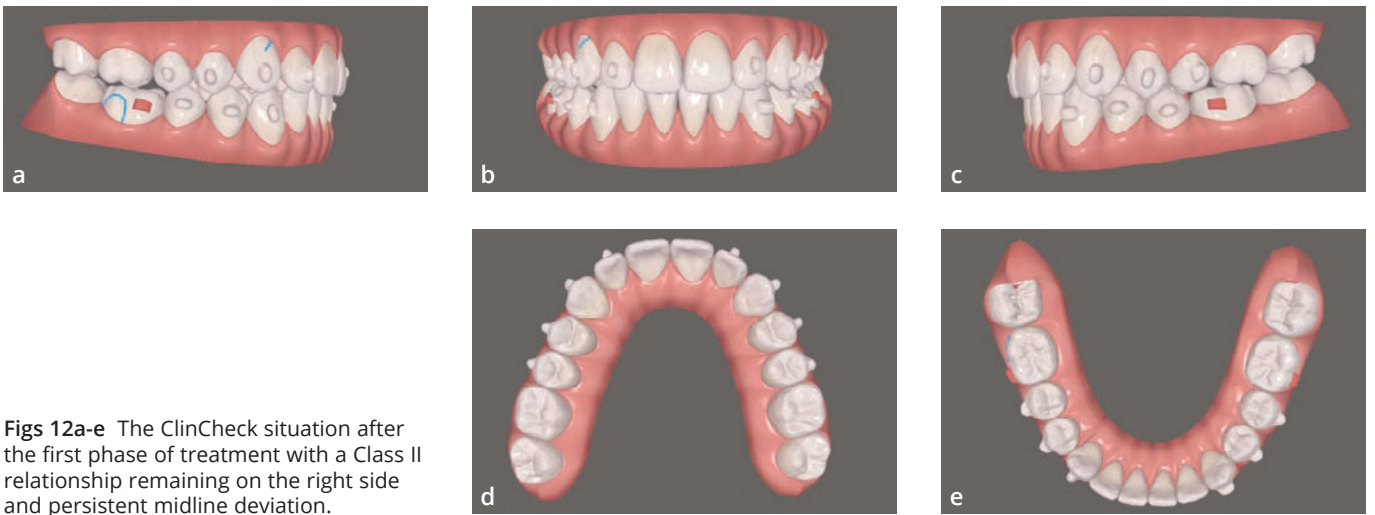 a
b
c
d
e
Figs 12a-e The ClinCheck situation after
the first phase of treatment with a Class II
relationship remaining on the right side
and persistent midline deviation.